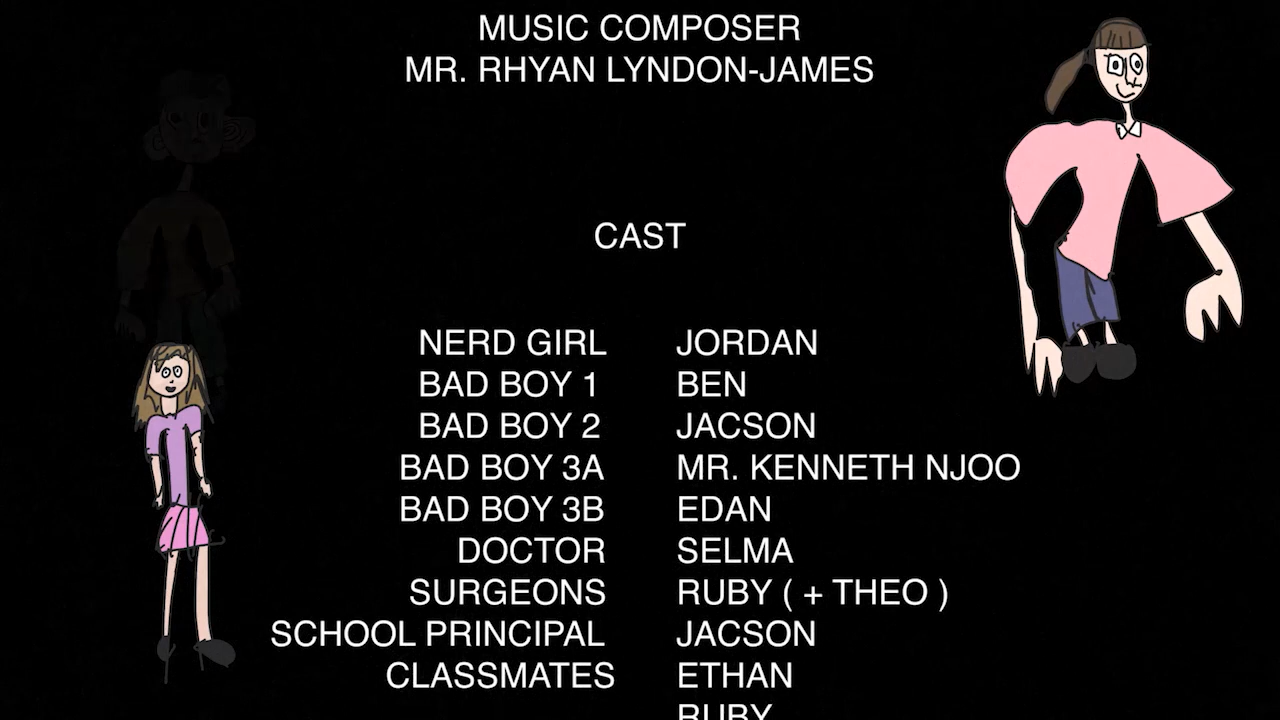 MUSIC COMPOSER
MR. RHYAN LYNDON-JAMES
CAST
NERD GIRL JORDAN
BAD BOY 1 BEN
BAD BOY 2 JACSON
BAD BOY 3A MR. KENNETH NJOO
BAD BOY 3B EDAN
DOCTOR SELMA
SURGEONS RUBY ( + THEO )
SCHOOL PRINCIPAL JACSON
CLASSMATES ETHAN
RUBY